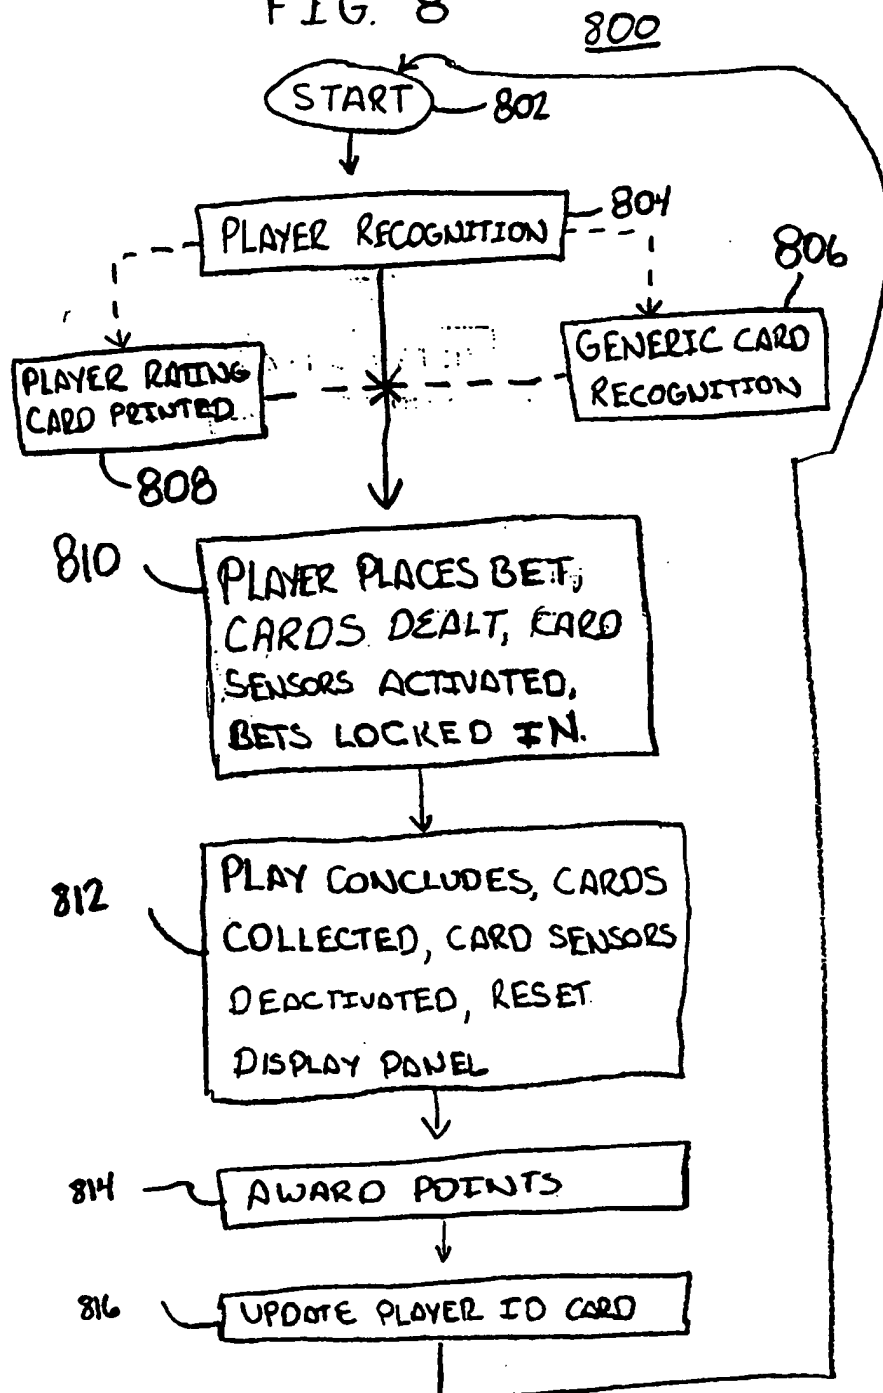 FIG. 8
800
START
802
PLAYER RECOGNITION
804
806
GENERIC CARD
RECOGNITION
PLAYER RATING
CARD PRINTED
808
810
PLAYER PLACES BET,
CARDS DEALT, CARD
SENSORS ACTIVATED,
BETS LOCKED IN.
812
PLAY CONCLUDES, CARDS
COLLECTED, CARD SENSORS
DEACTIVATED, RESET
DISPLAY PANEL
814
AWARD POINTS
816
UPDATE PLAYER ID CARD